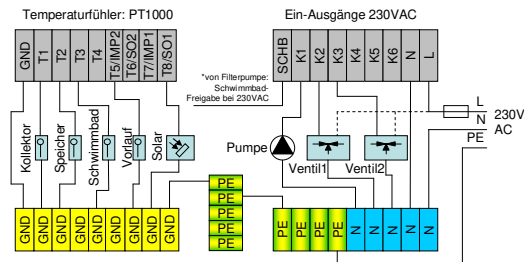 Temperaturfühler: PT1000
Ein-Ausgänge 230VAC
GND
T1
T2
T3
T4
T5/IMP2
T6/SO2
T7/IMP1
T8/SO1
SCHB
K1
K2
K3
K4
K5
K6
N
L
*von Filterpumpe:
Schwimmbad-
Freigabe bei 230VAC
L
N
PE
230V
AC
Kollektor
Speicher
Schwimmbad
Vorlauf
Solar
Pumpe
Ventil1
Ventil2
PE
PE
PE
PE
PE
GND
GND
GND
GND
GND
GND
GND
GND
GND
PE
PE
PE
N
N
N
N
N